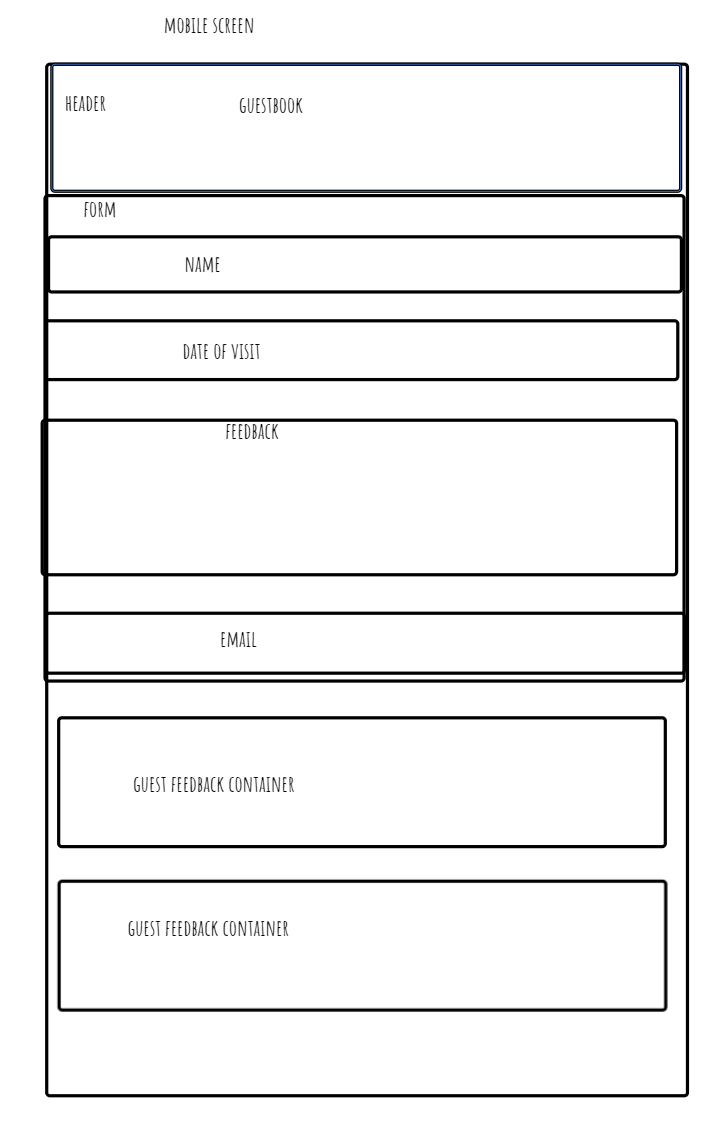 MOBILE SCREEN
HEADER
GUESTBOOK
FORM
NAME
DATE OF VISIT
FEEDBACK
EMAIL
GUEST FEEDBACK CONTAINER
GUEST FEEDBACK CONTAINER